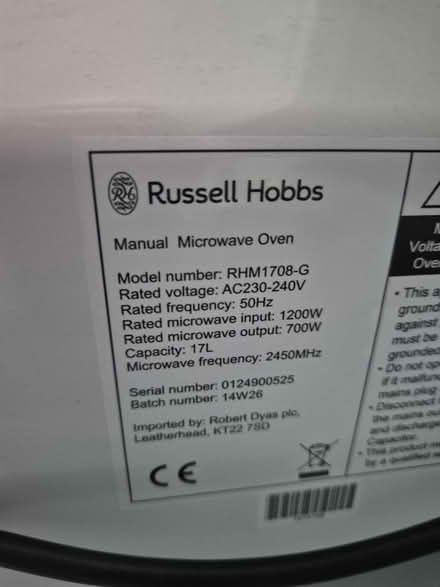 RH
Russell Hobbs
Manual Microwave Oven
Model number: RHM1708-G
Rated voltage: AC230-240V
Rated frequency: 50Hz
Rated microwave input: 1200W
Rated microwave output: 700W
Capacity: 17L
Microwave frequency: 2450MHz
Serial number: 0124900525
Batch number: 14W26
Imported by: Robert Dyas plc,
Leatherhead, KT22 7SD
CE
• This a
ground
against
must be
grounded
• Do not op
if it malfun
mains plug
• Disconnect
the mains ou
and discharge
Capacitor.
• This product m
by a qualified se